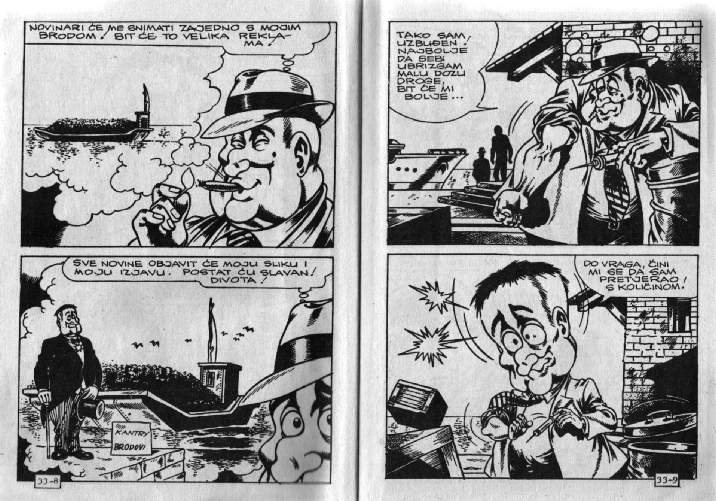 NOVINARI ĆE ME SNIMATI ZAJEDNO S MOJIM
BRODOM! BIT ĆE TO VELIKA REKLA-
MA!
SVE NOVINE OBJAVIT ĆE MOJU SLIKU I
MOJU IZJAVU. POSTAT ĆU SLAVAN!
DIVOTA!
KANTRY
BRODOVI
33-8
TAKO SAM
UZBUĐEN!
NAJBOLJE
DA SEBI
UBRIZGAM
MALU DOZU
DROGE,
BIT ĆE MI
BOLJE...
DO VRAGA, ČINI
MI SE DA SAM
PRETJERAO!
S KOLIČINOM.
33-9